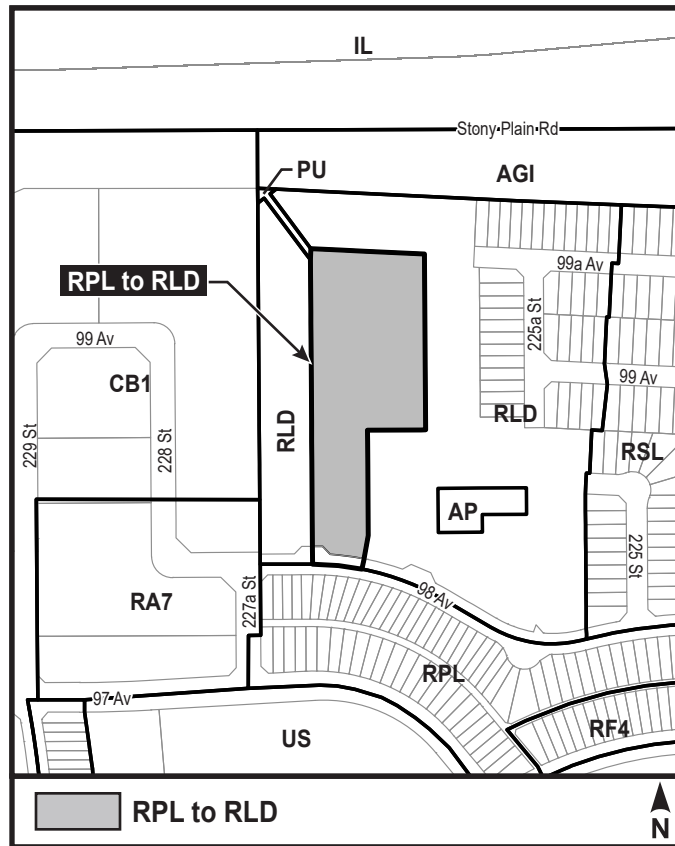 IL
Stony Plain Rd
PU
AGI
RPL to RLD
99a Av
225a St
99 Av
CB1
99 Av
229 St
228 St
RLD
RLD
RSL
AP
225 St
RA7
227a St
98 Av
RPL
97 Av
US
RF4
RPL to RLD
N